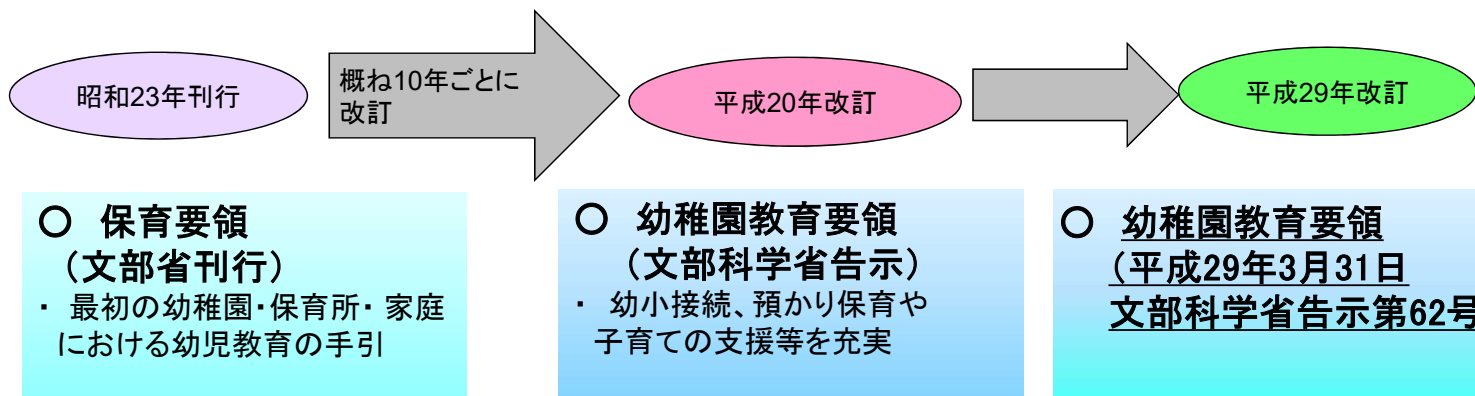 昭和23年刊行
概ね10年ごとに
改訂
平成20年改訂
平成29年改訂
○ 保育要領
（文部省刊行）
・ 最初の幼稚園・保育所・ 家庭
における幼児教育の手引
○ 幼稚園教育要領
（文部科学省告示）
・ 幼小接続、預かり保育や
子育ての支援等を充実
○ 幼稚園教育要領
（平成29年3月31日
文部科学省告示第62号